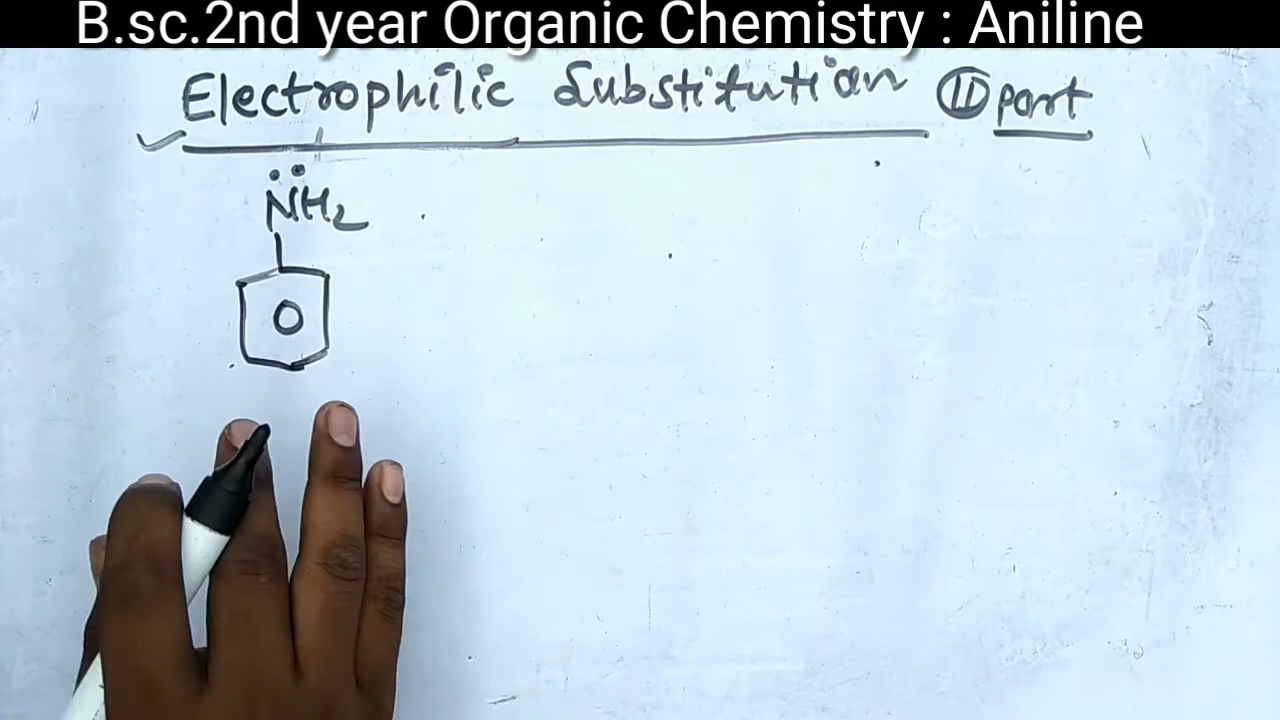 B.sc.2nd year Organic Chemistry : Aniline
Electrophilic Substitution II part
NH2